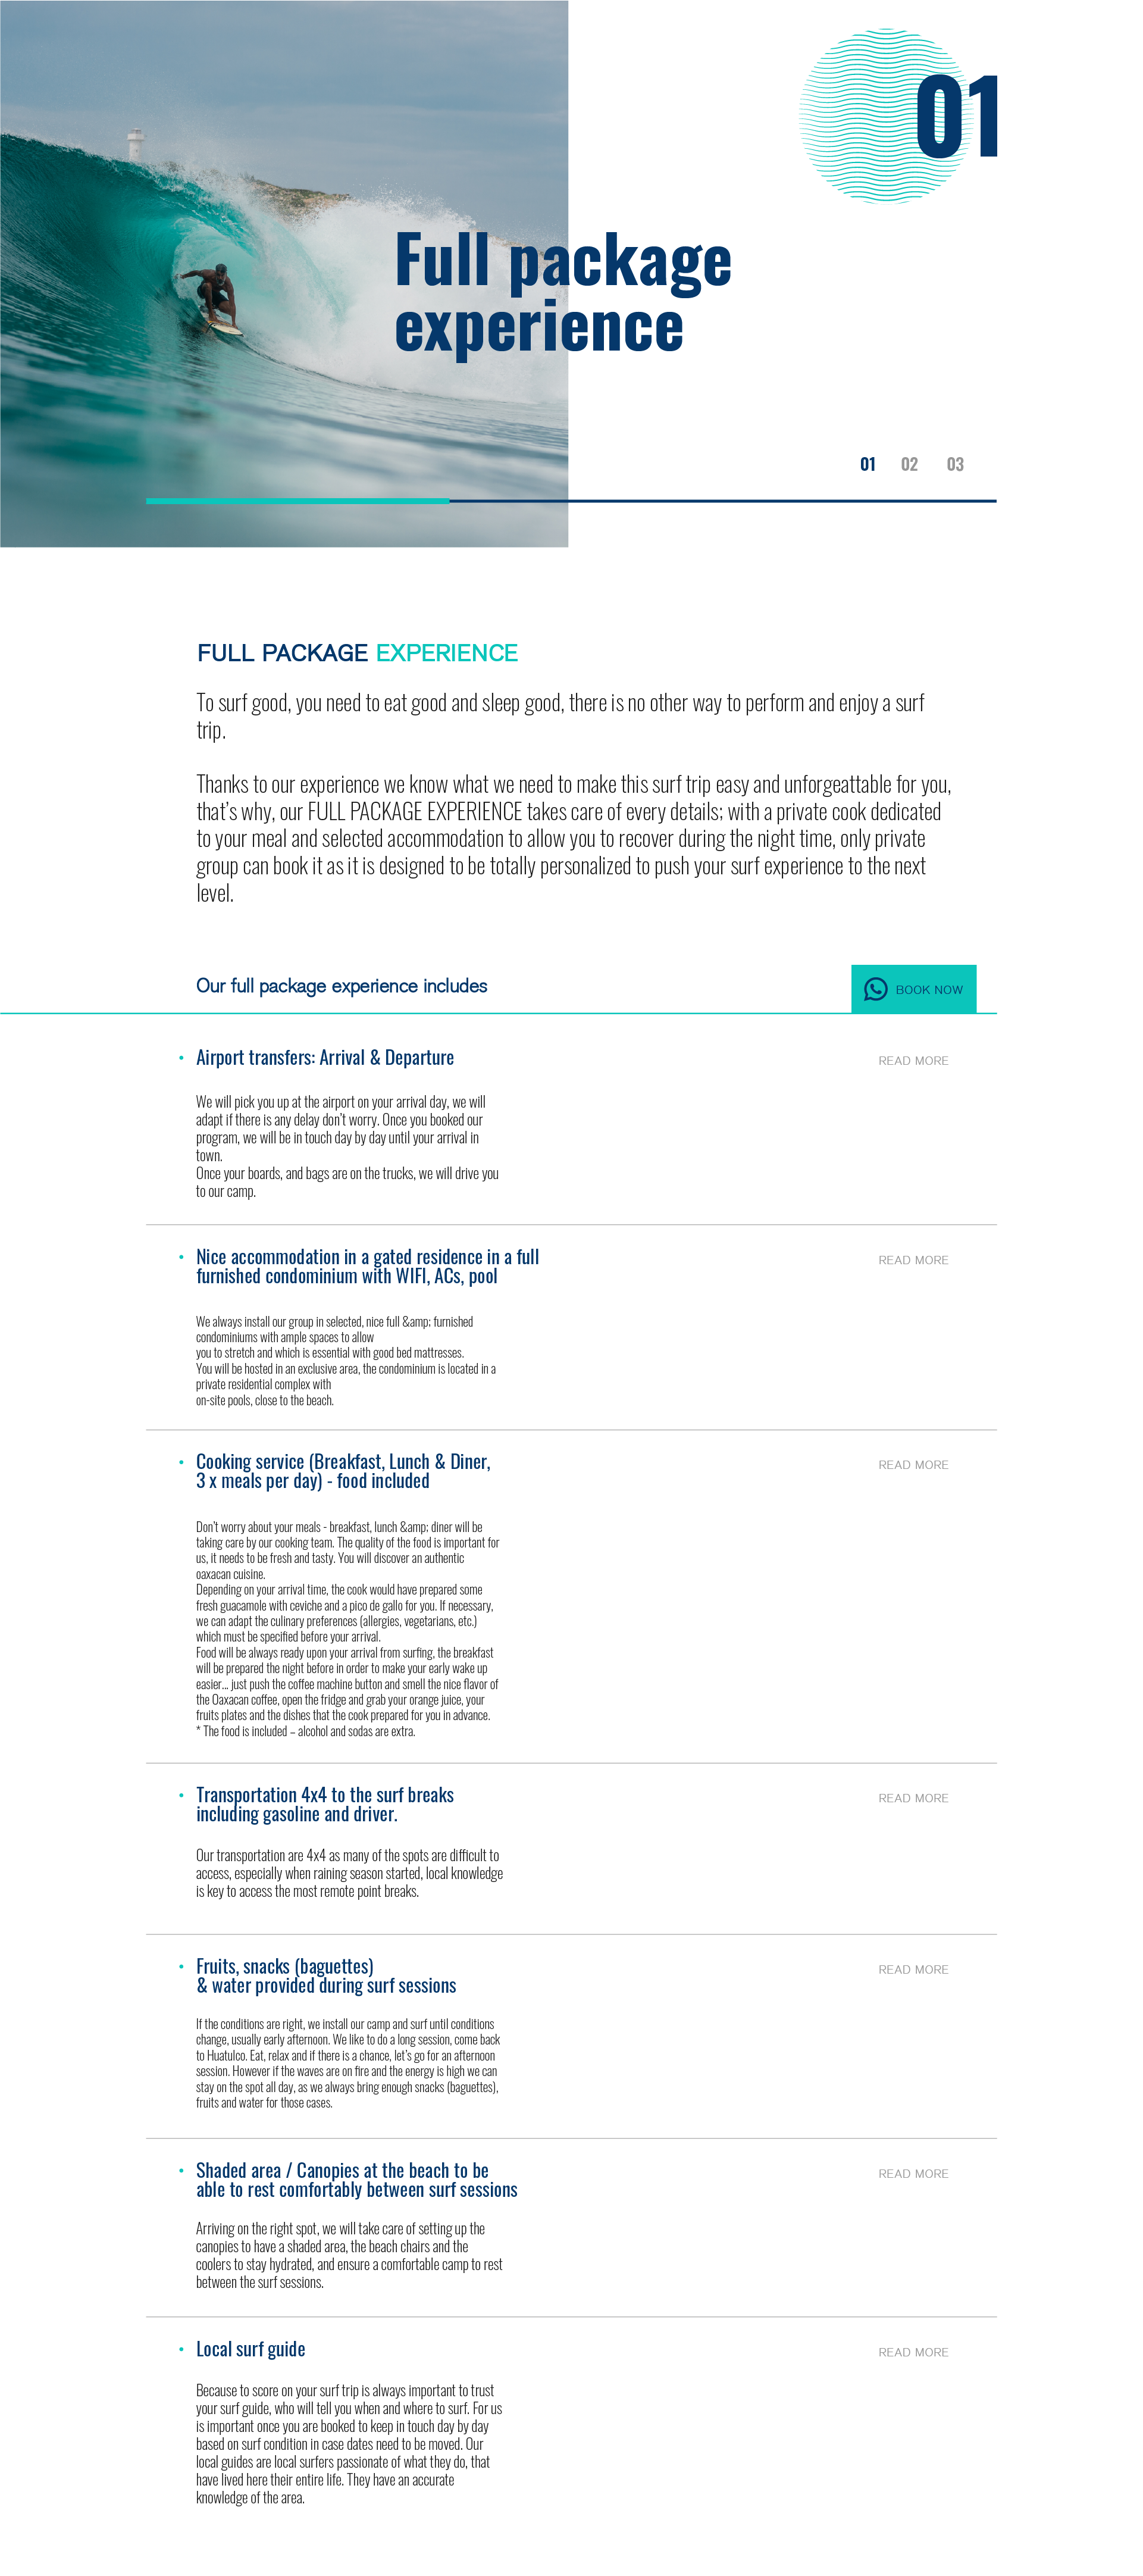 01
Full package
experience
01 02 03
FULL PACKAGE EXPERIENCE
To surf good, you need to eat good and sleep good, there is no other way to perform and enjoy a surf
trip.
Thanks to our experience we know what we need to make this surf trip easy and unforgeattable for you,
that's why, our FULL PACKAGE EXPERIENCE takes care of every details; with a private cook dedicated
to your meal and selected accommodation to allow you to recover during the night time, only private
group can book it as it is designed to be totally personalized to push your surf experience to the next
level.
Our full package experience includes
BOOK NOW
• Airport transfers: Arrival & Departure
READ MORE
We will pick you up at the airport on your arrival day, we will
adapt if there is any delay don't worry. Once you booked our
program, we will be in touch day by day until your arrival in
town.
Once your boards, and bags are on the trucks, we will drive you
to our camp.
• Nice accommodation in a gated residence in a full
furnished condominium with WIFI, ACs, pool
READ MORE
We always install our group in selected, nice full &amp; furnished
condominiums with ample spaces to allow
you to stretch and which is essential with good bed mattresses.
You will be hosted in an exclusive area, the condominium is located in a
private residential complex with
on-site pools, close to the beach.
• Cooking service (Breakfast, Lunch & Diner,
3 x meals per day) - food included
READ MORE
Don't worry about your meals - breakfast, lunch &amp; diner will be
taking care by our cooking team. The quality of the food is important for
us, it needs to be fresh and tasty. You will discover an authentic
oaxacan cuisine.
Depending on your arrival time, the cook would have prepared some
fresh guacamole with ceviche and a pico de gallo for you. If necessary,
we can adapt the culinary preferences (allergies, vegetarians, etc.)
which must be specified before your arrival.
Food will be always ready upon your arrival from surfing, the breakfast
will be prepared the night before in order to make your early wake up
easier... just push the coffee machine button and smell the nice flavor of
the Oaxacan coffee, open the fridge and grab your orange juice, your
fruits plates and the dishes that the cook prepared for you in advance.
* The food is included – alcohol and sodas are extra.
• Transportation 4x4 to the surf breaks
including gasoline and driver.
READ MORE
Our transportation are 4x4 as many of the spots are difficult to
access, especially when raining season started, local knowledge
is key to access the most remote point breaks.
• Fruits, snacks (baguettes)
& water provided during surf sessions
READ MORE
If the conditions are right, we install our camp and surf until conditions
change, usually early afternoon. We like to do a long session, come back
to Huatulco. Eat, relax and if there is a chance, let's go for an afternoon
session. However if the waves are on fire and the energy is high we can
stay on the spot all day, as we always bring enough snacks (baguettes),
fruits and water for those cases.
• Shaded area / Canopies at the beach to be
able to rest comfortably between surf sessions
READ MORE
Arriving on the right spot, we will take care of setting up the
canopies to have a shaded area, the beach chairs and the
coolers to stay hydrated, and ensure a comfortable camp to rest
between the surf sessions.
• Local surf guide
READ MORE
Because to score on your surf trip is always important to trust
your surf guide, who will tell you when and where to surf. For us
is important once you are booked to keep in touch day by day
based on surf condition in case dates need to be moved. Our
local guides are local surfers passionate of what they do, that
have lived here their entire life. They have an accurate
knowledge of the area.